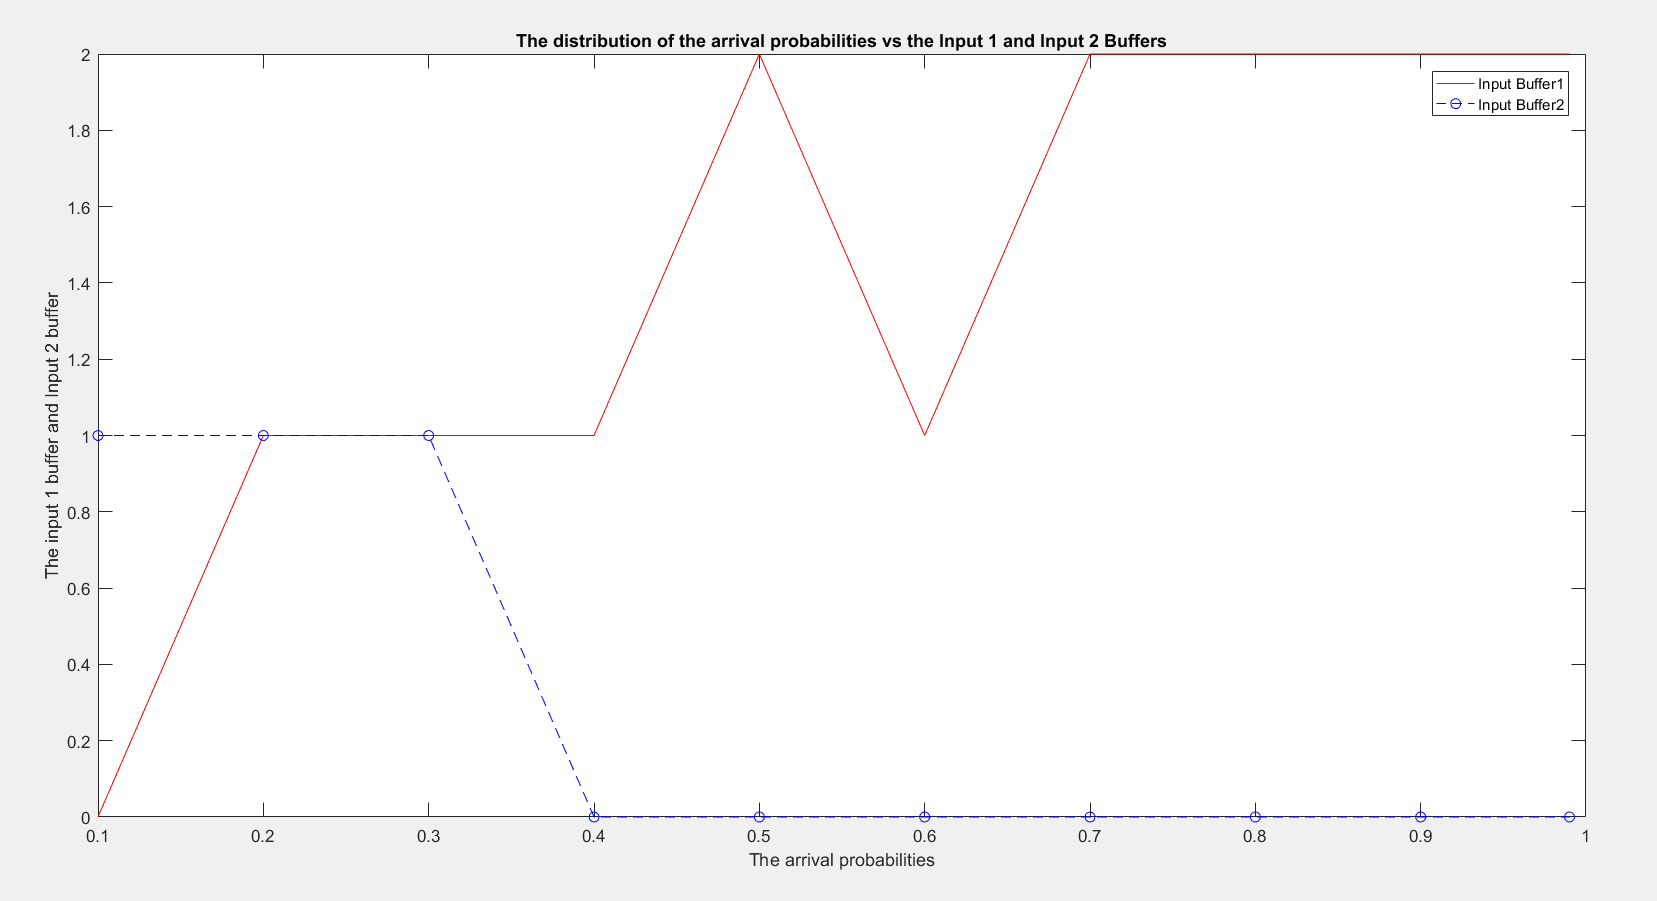 The distribution of the arrival probabilities vs the Input 1 and Input 2 Buffers
Input Buffer1
Input Buffer2
The input 1 buffer and Input 2 buffer
2
1.8
1.6
1.4
1.2
1
0.8
0.6
0.4
0.2
0
0.1 0.2 0.3 0.4 0.5 0.6 0.7 0.8 0.9 1
The arrival probabilities